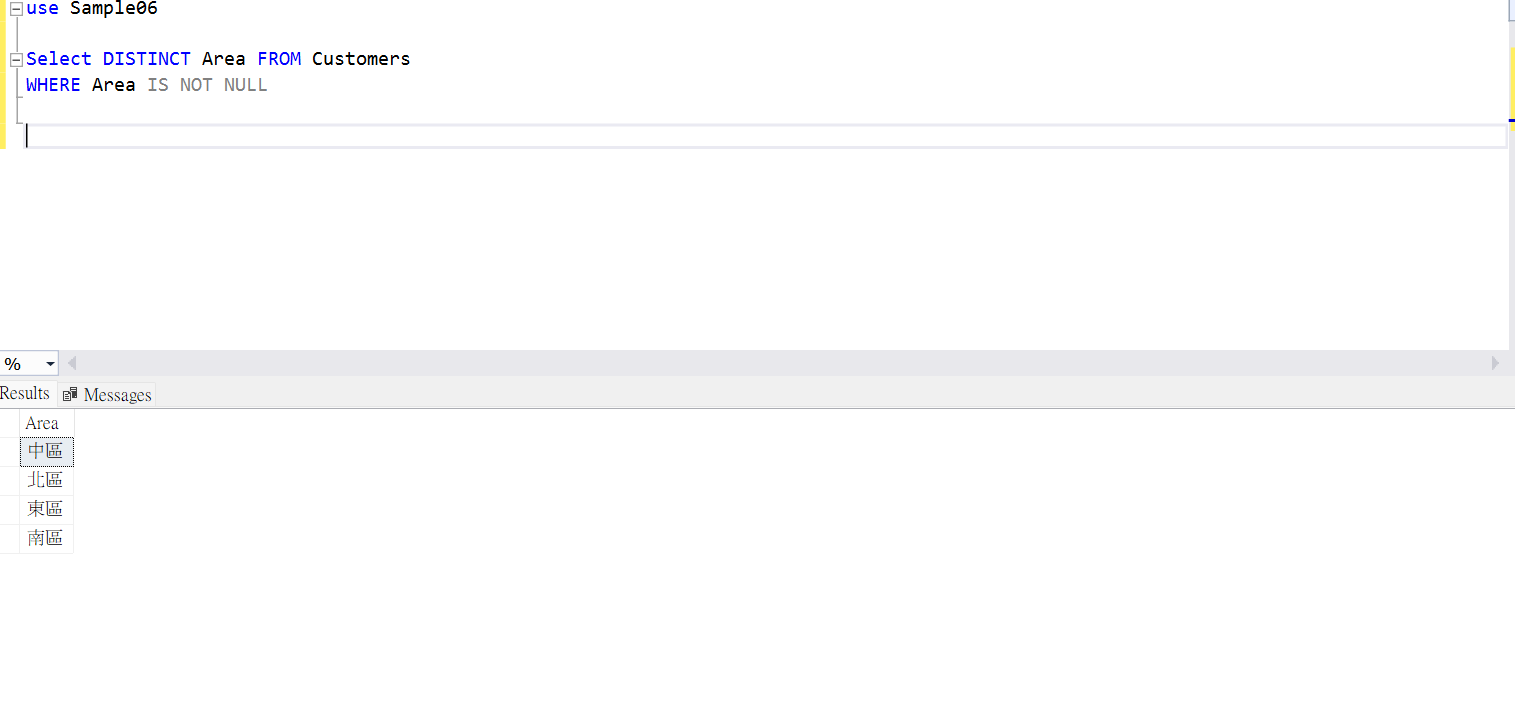 use Sample06
Select DISTINCT Area FROM Customers
WHERE Area IS NOT NULL
%
Results Messages
Area
中區
北區
東區
南區